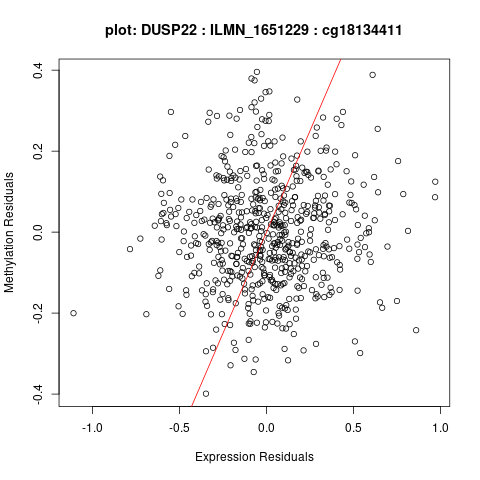 plot: DUSP22 : ILMN_1651229 : cg18134411
0.4
0.2
0.0
-0.2
-0.4
Methylation Residuals
-1.0 -0.5 0.0 0.5 1.0
Expression Residuals